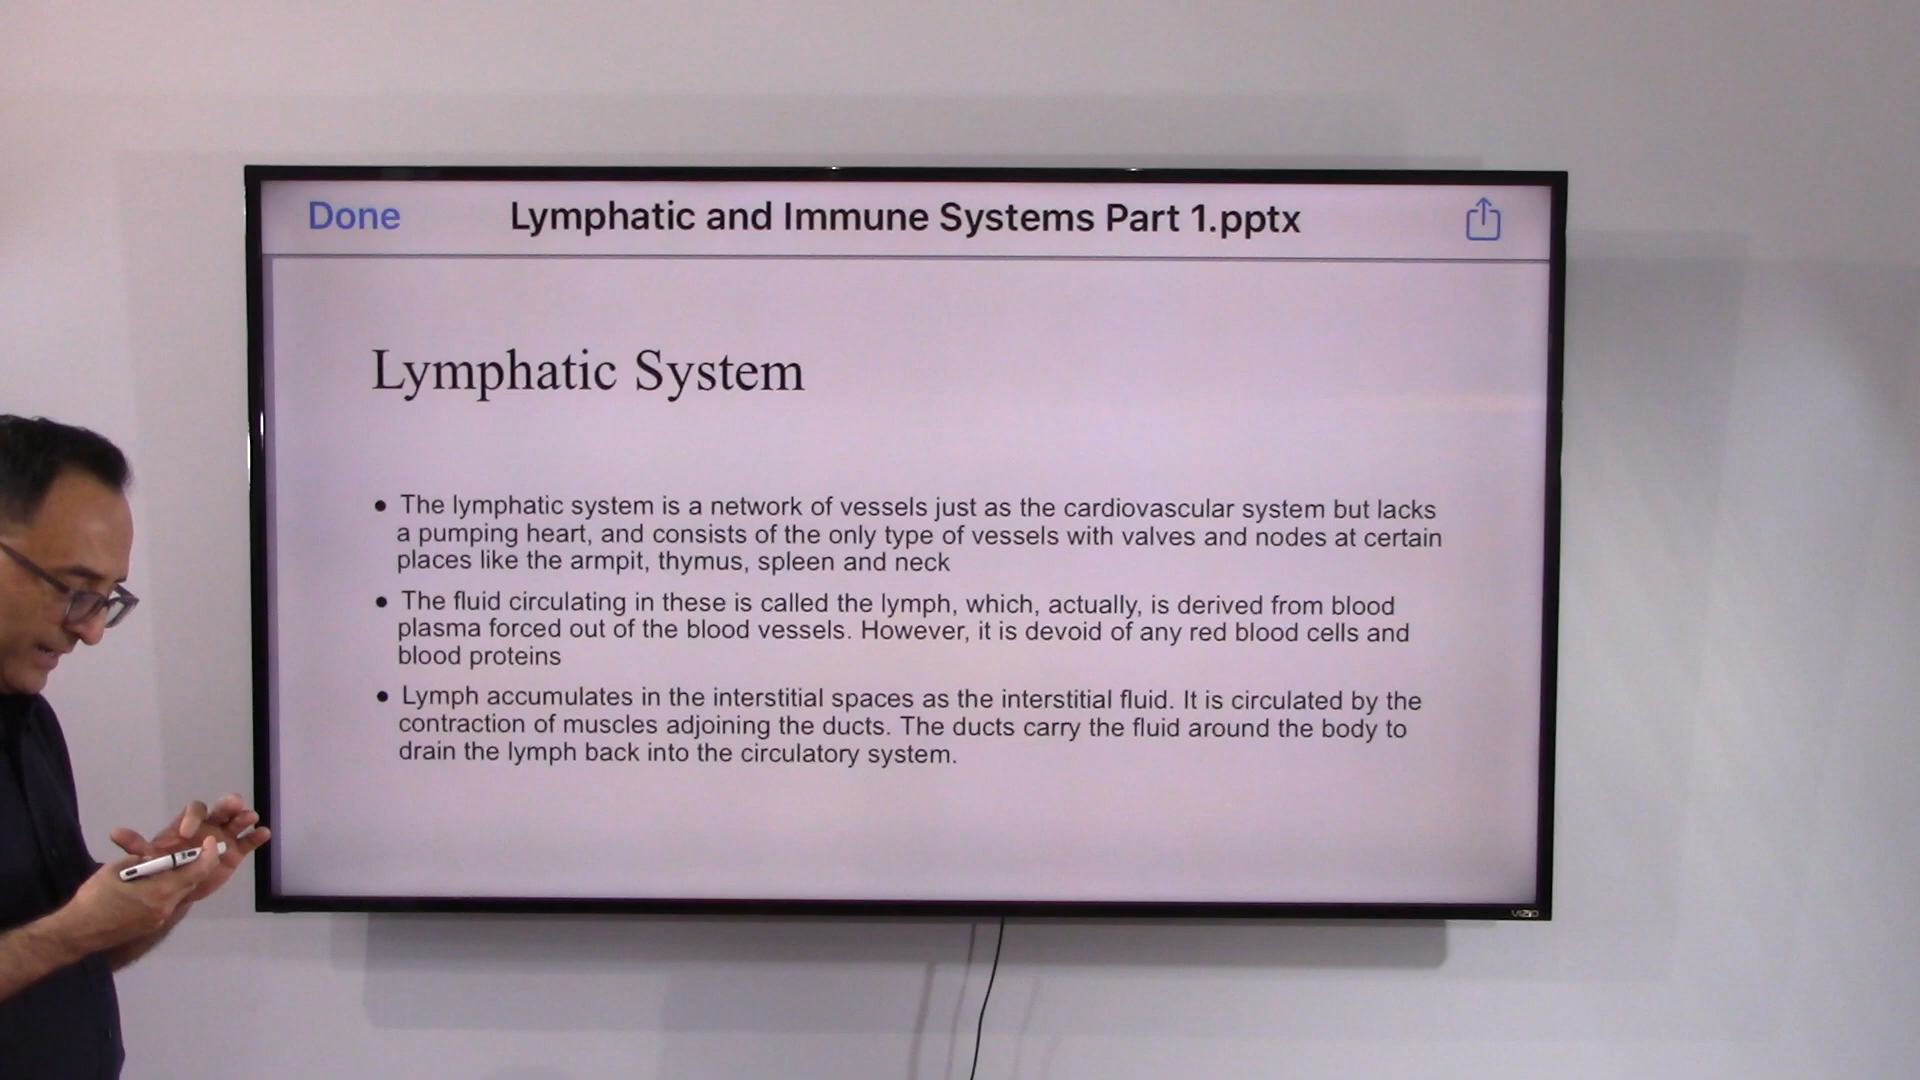 Done
Lymphatic and Immune Systems Part 1.pptx
Lymphatic System
• The lymphatic system is a network of vessels just as the cardiovascular system but lacks
a pumping heart, and consists of the only type of vessels with valves and nodes at certain
places like the armpit, thymus, spleen and neck
• The fluid circulating in these is called the lymph, which, actually, is derived from blood
plasma forced out of the blood vessels. However, it is devoid of any red blood cells and
blood proteins
• Lymph accumulates in the interstitial spaces as the interstitial fluid. It is circulated by the
contraction of muscles adjoining the ducts. The ducts carry the fluid around the body to
drain the lymph back into the circulatory system.
VIZIO